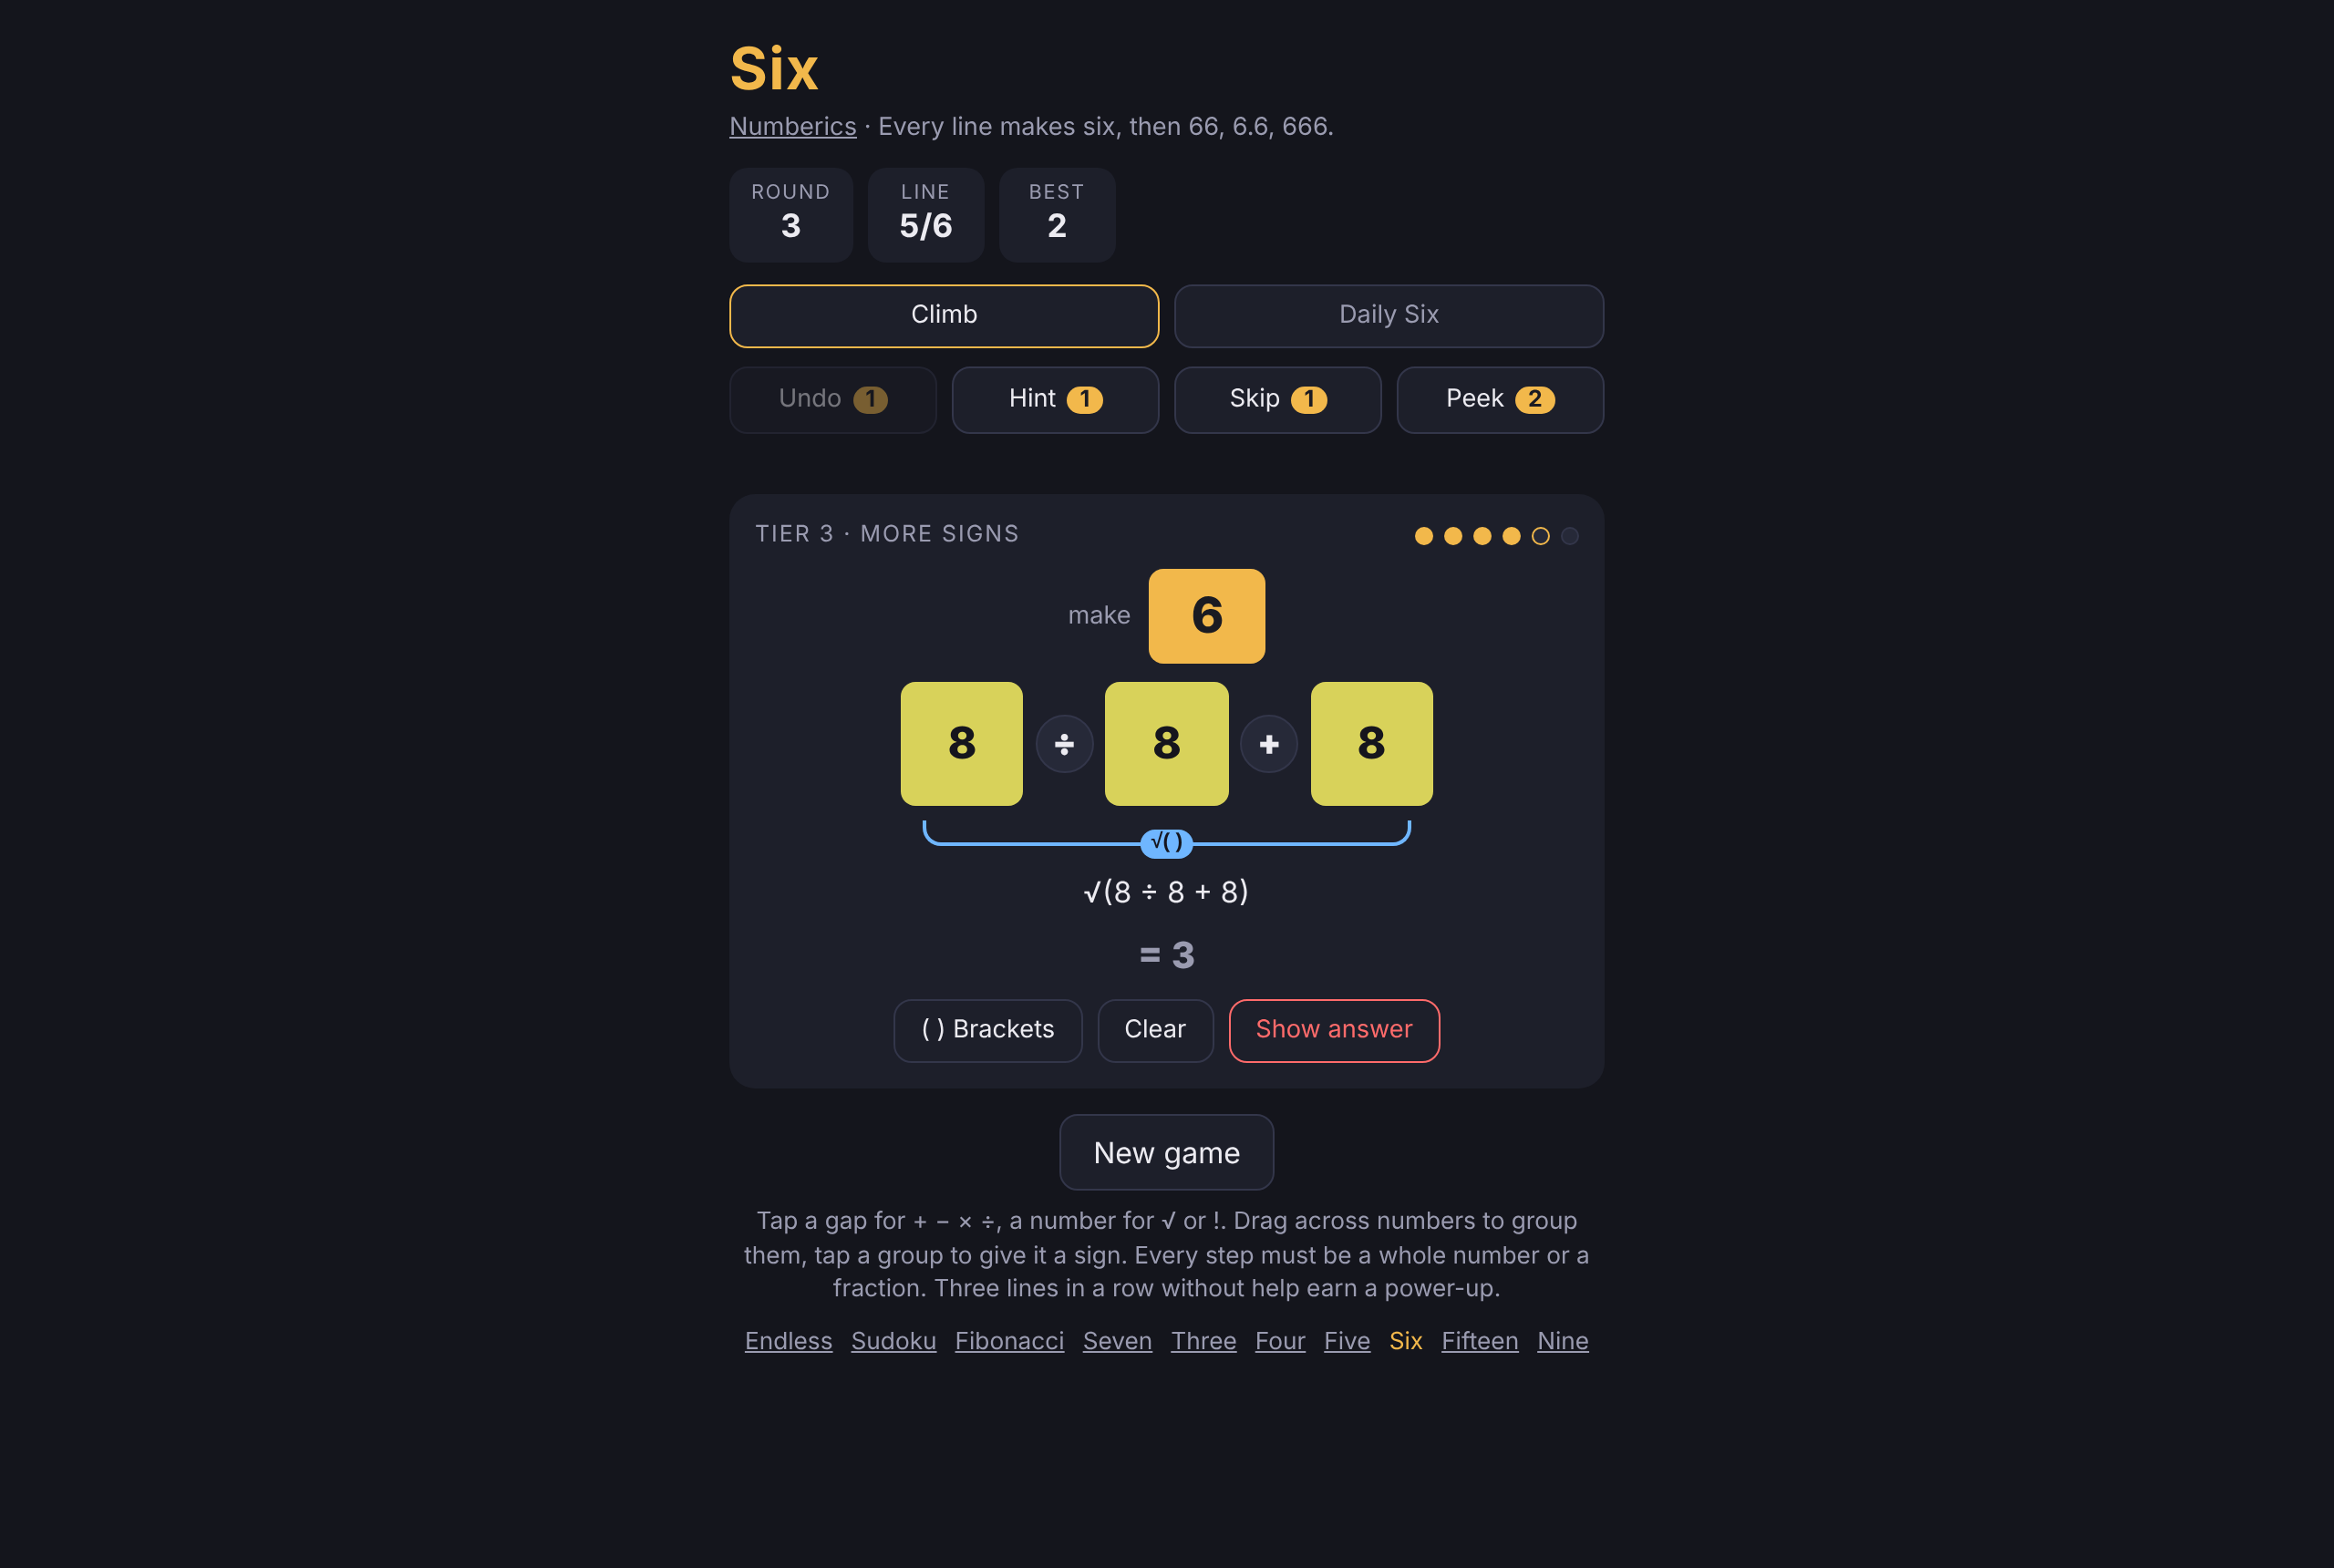 Six
Numberics · Every line makes six, then 66, 6.6, 666.
ROUND LINE BEST
3 5/6 2
Climb Daily Six
Undo 1 Hint 1 Skip 1 Peek 2
TIER 3 · MORE SIGNS
make 6
8 ÷ 8 + 8
√( )
√(8 ÷ 8 + 8)
= 3
( ) Brackets Clear Show answer
New game
Tap a gap for + − × ÷, a number for √ or !. Drag across numbers to group
them, tap a group to give it a sign. Every step must be a whole number or a
fraction. Three lines in a row without help earn a power-up.
Endless Sudoku Fibonacci Seven Three Four Five Six Fifteen Nine